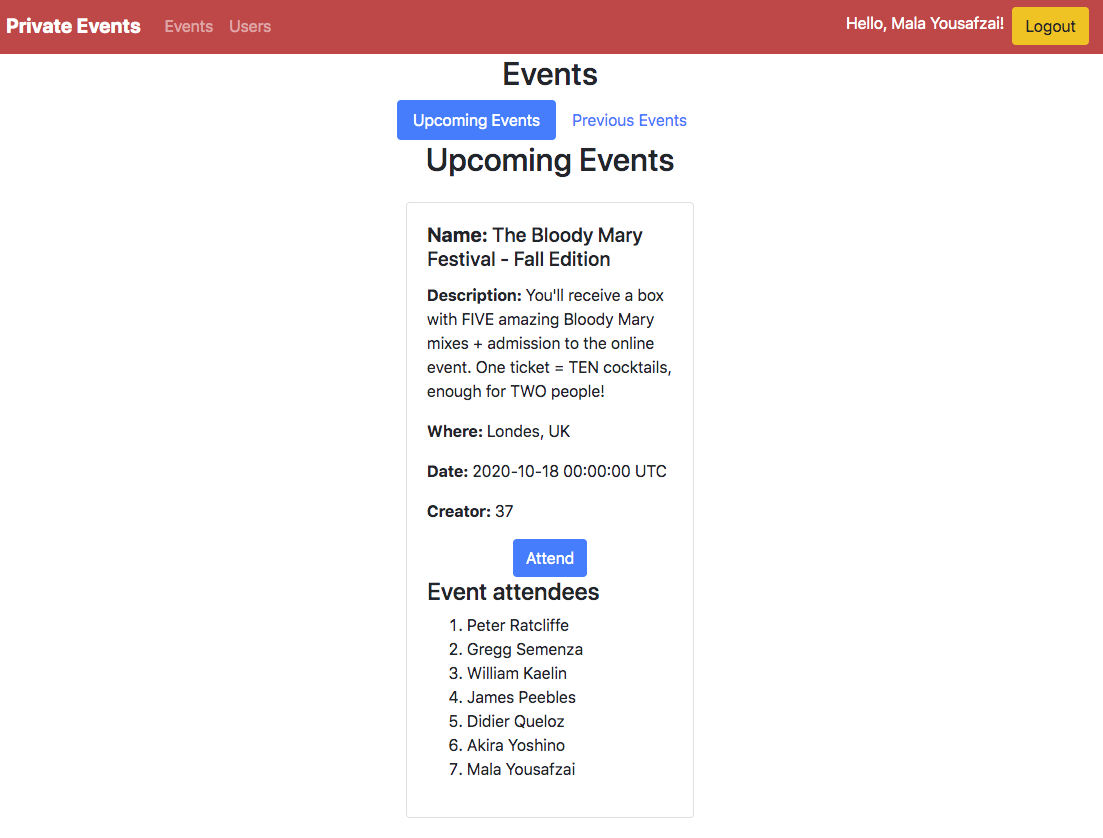 Private Events Events Users Hello, Mala Yousafzai! Logout
Events
Upcoming Events Previous Events
Upcoming Events
Name: The Bloody Mary
Festival - Fall Edition
Description: You'll receive a box
with FIVE amazing Bloody Mary
mixes + admission to the online
event. One ticket = TEN cocktails,
enough for TWO people!
Where: Londes, UK
Date: 2020-10-18 00:00:00 UTC
Creator: 37
Attend
Event attendees
1. Peter Ratcliffe
2. Gregg Semenza
3. William Kaelin
4. James Peebles
5. Didier Queloz
6. Akira Yoshino
7. Mala Yousafzai